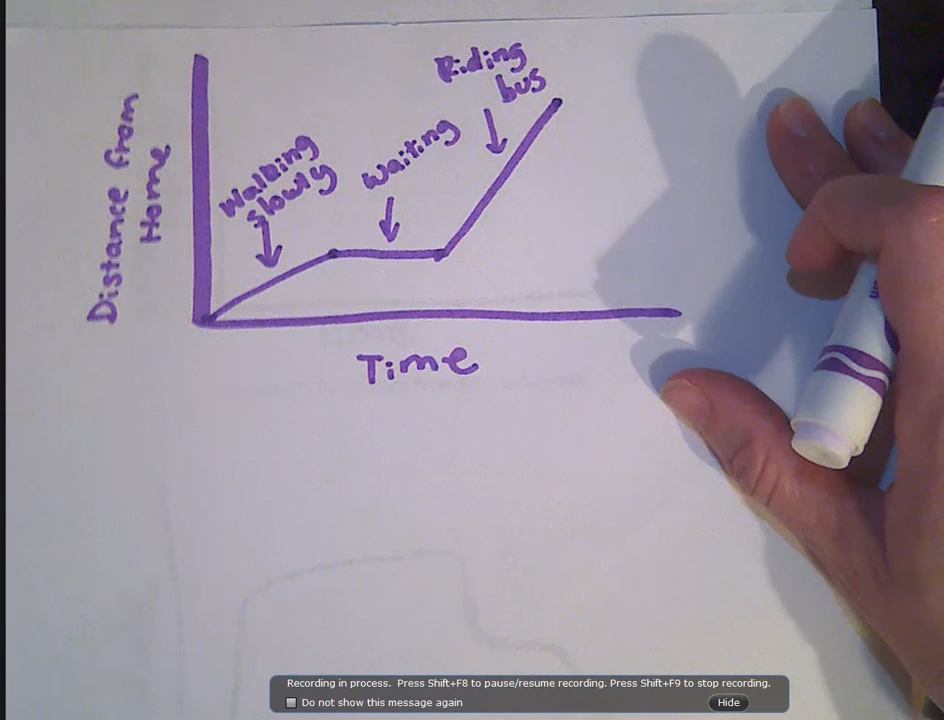 Riding
bus
Walking
slowly
waiting
Distance from
Home
Time
Recording in process. Press Shift+F8 to pause/resume recording. Press Shift+F9 to stop recording.
Do not show this message again
Hide